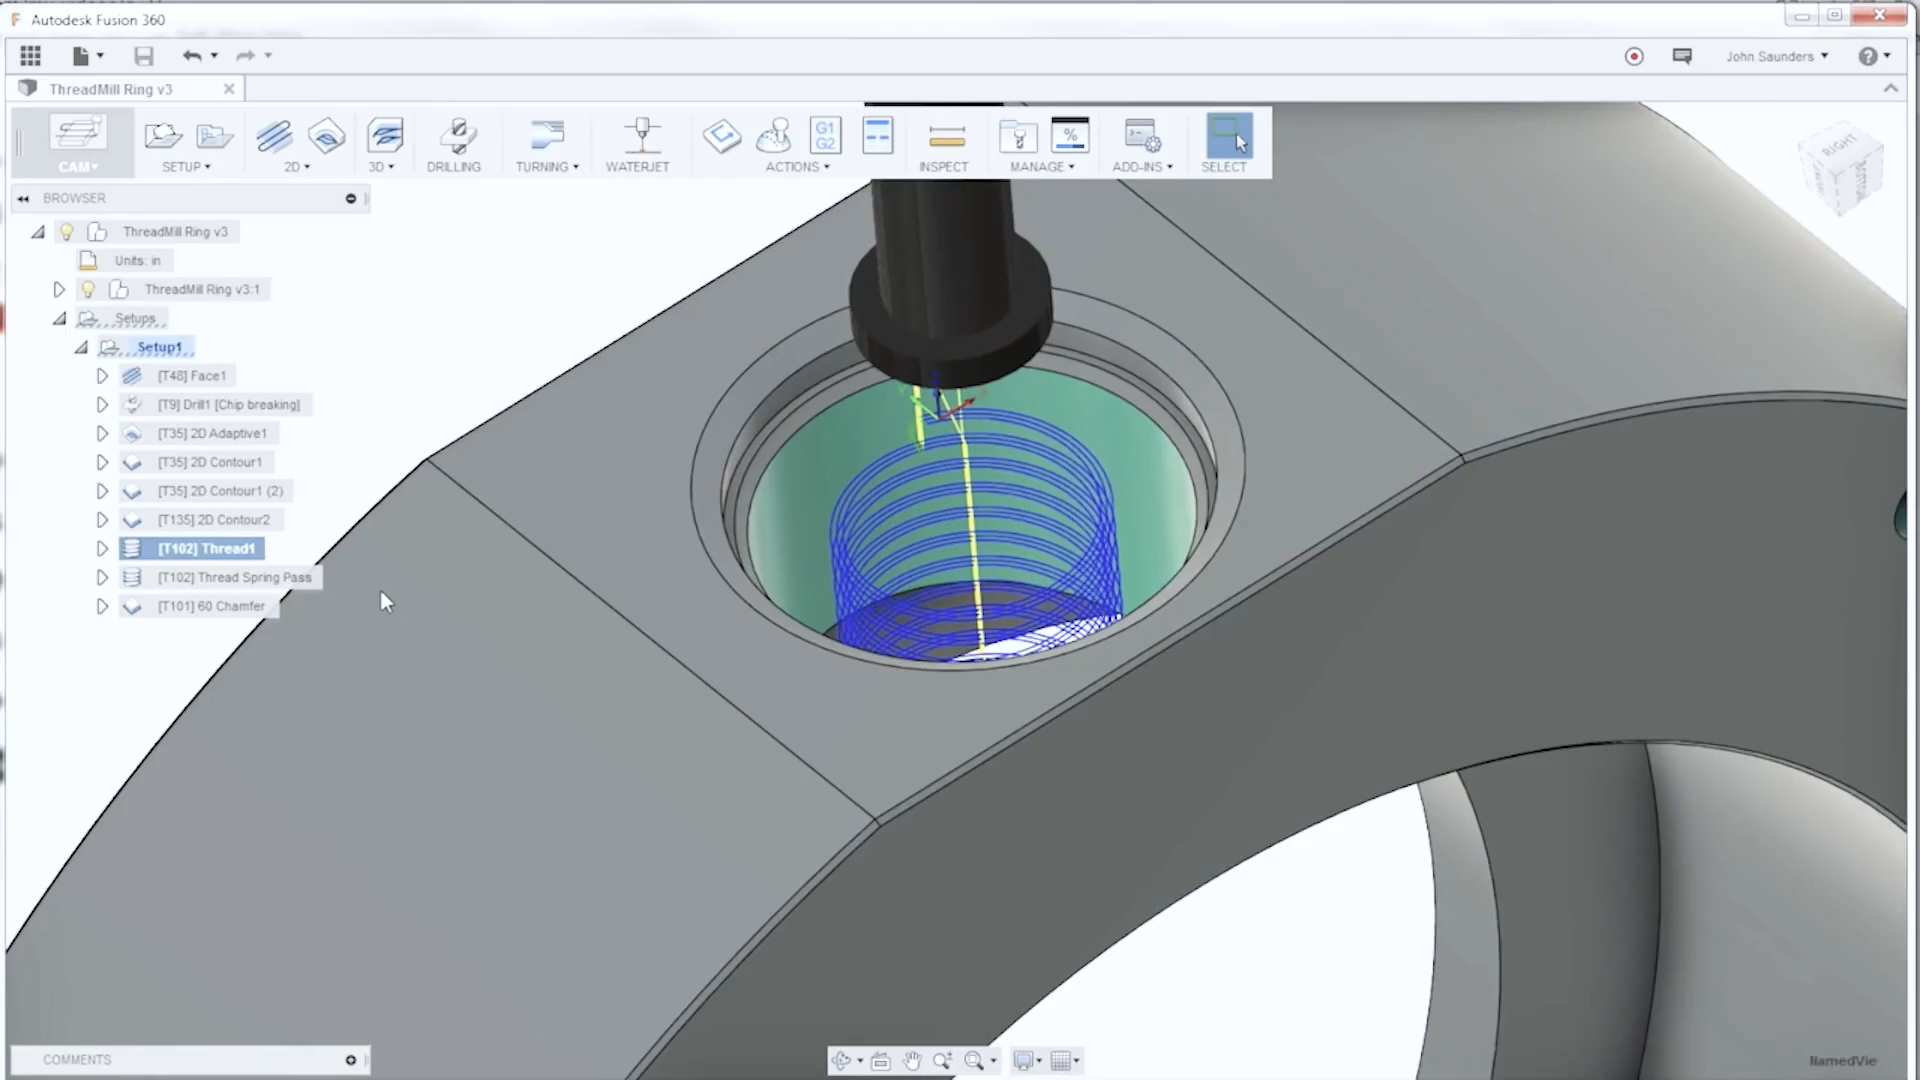 Autodesk Fusion 360
John Saunders
ThreadMill Ring v3
CAM
SETUP
2D
3D
DRILLING
TURNING
WATERJET
G1
G2
ACTIONS
INSPECT
%
MANAGE
ADD-INS
SELECT
RIGHT
BROWSER
ThreadMill Ring v3
Units: in
ThreadMill Ring v3:1
Setups
Setup1
[T48] Face1
[T9] Drill1 [Chip breaking]
[T35] 2D Adaptive1
[T35] 2D Contour1
[T35] 2D Contour1 (2)
[T135] 2D Contour2
[T102] Thread1
[T102] Thread Spring Pass
[T101] 60 Chamfer
COMMENTS
NamedVie